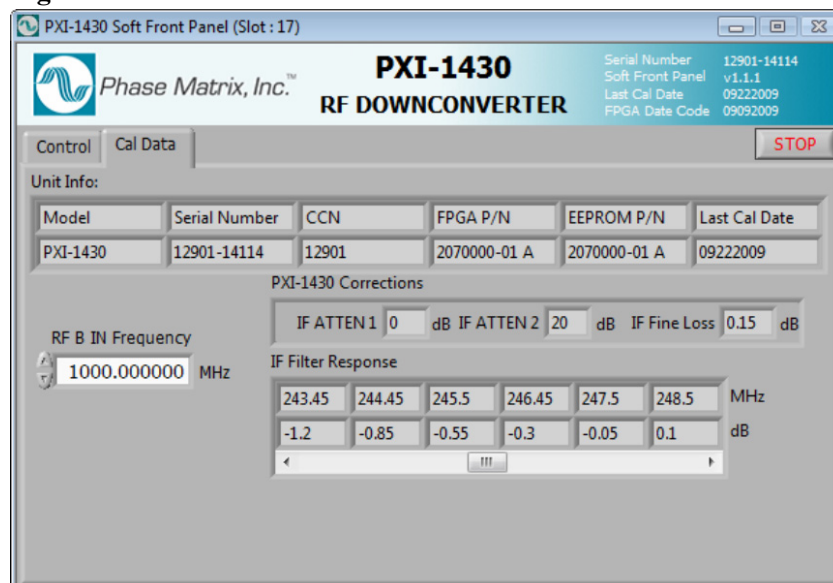 PXI-1430 Soft Front Panel (Slot : 17)
Phase Matrix, Inc.™
PXI-1430
RF DOWNCONVERTER
Serial Number 12901-14114
Soft Front Panel v1.1.1
Last Cal Date 09222009
FPGA Date Code 09092009
Control Cal Data STOP
Unit Info:
Model Serial Number CCN FPGA P/N EEPROM P/N Last Cal Date
PXI-1430 12901-14114 12901 2070000-01 A 2070000-01 A 09222009
PXI-1430 Corrections
IF ATTEN 1 0 dB IF ATTEN 2 20 dB IF Fine Loss 0.15 dB
RF B IN Frequency
1000.000000 MHz
IF Filter Response
243.45 244.45 245.5 246.45 247.5 248.5 MHz
-1.2 -0.85 -0.55 -0.3 -0.05 0.1 dB